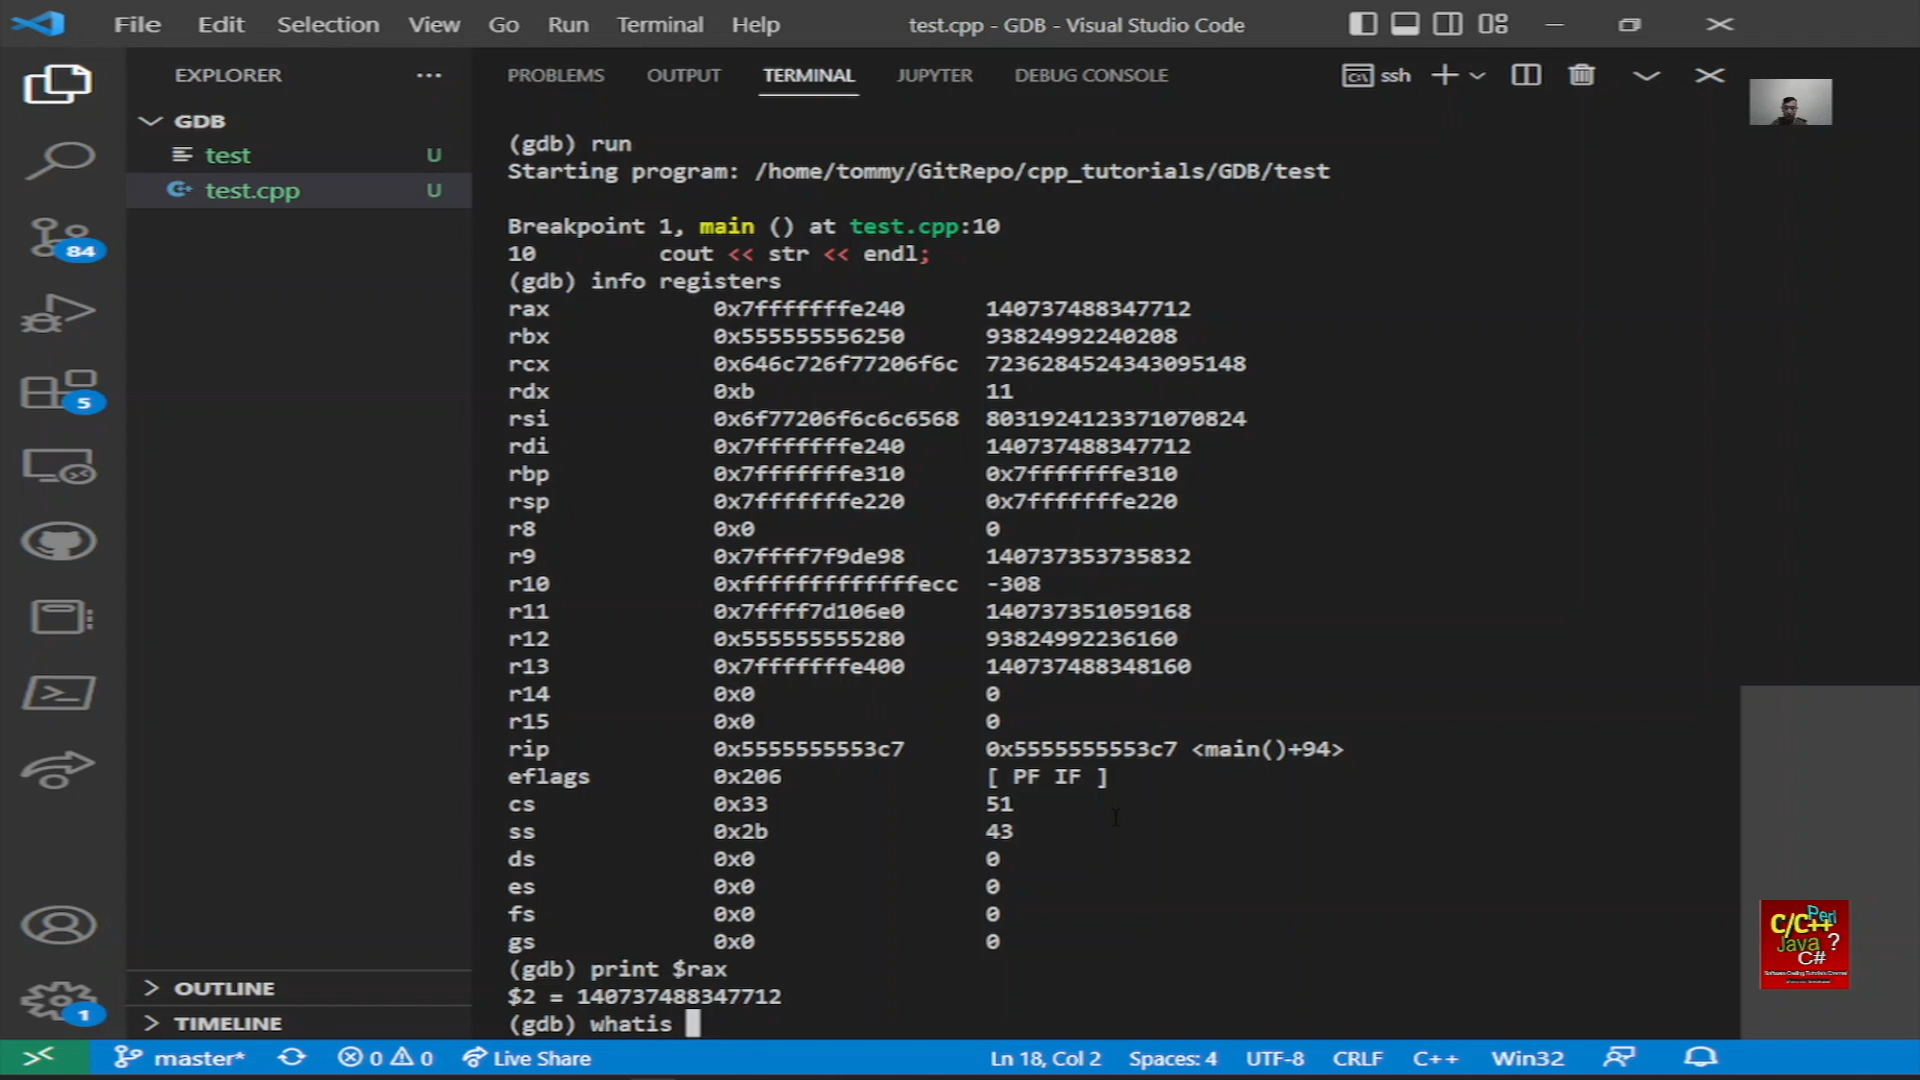 File Edit Selection View Go Run Terminal Help test.cpp - GDB - Visual Studio Code
EXPLORER ···
GDB
test U
test.cpp U
84
5
1
OUTLINE
TIMELINE
PROBLEMS OUTPUT TERMINAL JUPYTER DEBUG CONSOLE ssh
(gdb) run
Starting program: /home/tommy/GitRepo/cpp_tutorials/GDB/test
Breakpoint 1, main () at test.cpp:10
10 cout << str << endl;
(gdb) info registers
rax 0x7fffffffe240 140737488347712
rbx 0x555555556250 93824992240208
rcx 0x646c726f77206f6c 7236284524343095148
rdx 0xb 11
rsi 0x6f77206f6c6c6568 8031924123371070824
rdi 0x7fffffffe240 140737488347712
rbp 0x7fffffffe310 0x7fffffffe310
rsp 0x7fffffffe220 0x7fffffffe220
r8 0x0 0
r9 0x7ffff7f9de98 140737353735832
r10 0xfffffffffffffecc -308
r11 0x7ffff7d106e0 140737351059168
r12 0x555555555280 93824992236160
r13 0x7fffffffe400 140737488348160
r14 0x0 0
r15 0x0 0
rip 0x5555555553c7 0x5555555553c7 <main()+94>
eflags 0x206 [ PF IF ]
cs 0x33 51
ss 0x2b 43
ds 0x0 0
es 0x0 0
fs 0x0 0
gs 0x0 0
(gdb) print $rax
$2 = 140737488347712
(gdb) whatis
C/C++ Perl
Java ?
C#
master* 0 0 Live Share Ln 18, Col 2 Spaces: 4 UTF-8 CRLF C++ Win32